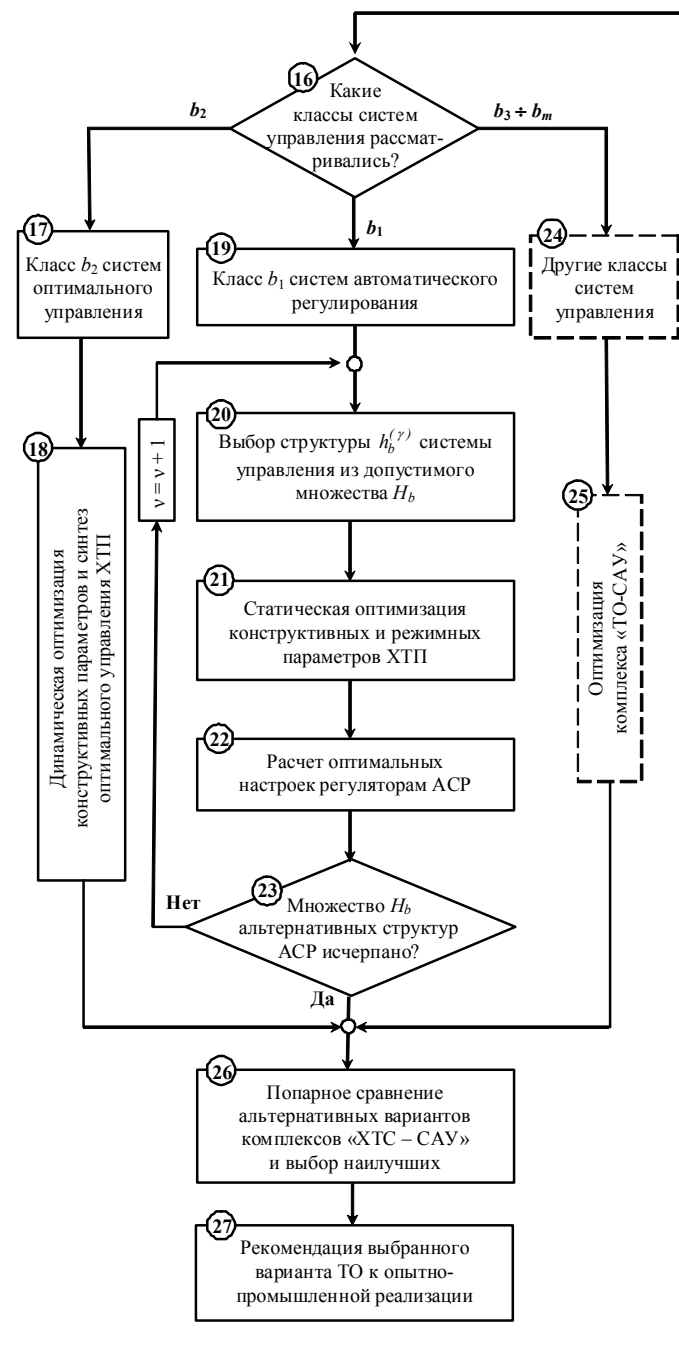 16
Какие
классы систем
управления рассмат-
ривались?
b₂
b₃ ÷ bₘ
b₁
17
Класс b₂ систем
оптимального
управления
19
Класс b₁ систем автоматического
регулирования
24
Другие классы
систем
управления
18
Динамическая оптимизация
конструктивных параметров и синтез
оптимального управления ХТП
ν = ν + 1
20
Выбор структуры h_b^(γ) системы
управления из допустимого
множества H_b
25
Оптимизация
комплекса «ТО-САУ»
21
Статическая оптимизация
конструктивных и режимных
параметров ХТП
22
Расчет оптимальных
настроек регуляторам АСР
23
Множество H_b
альтернативных структур
АСР исчерпано?
Нет
Да
26
Попарное сравнение
альтернативных вариантов
комплексов «ХТС – САУ»
и выбор наилучших
27
Рекомендация выбранного
варианта ТО к опытно-
промышленной реализации